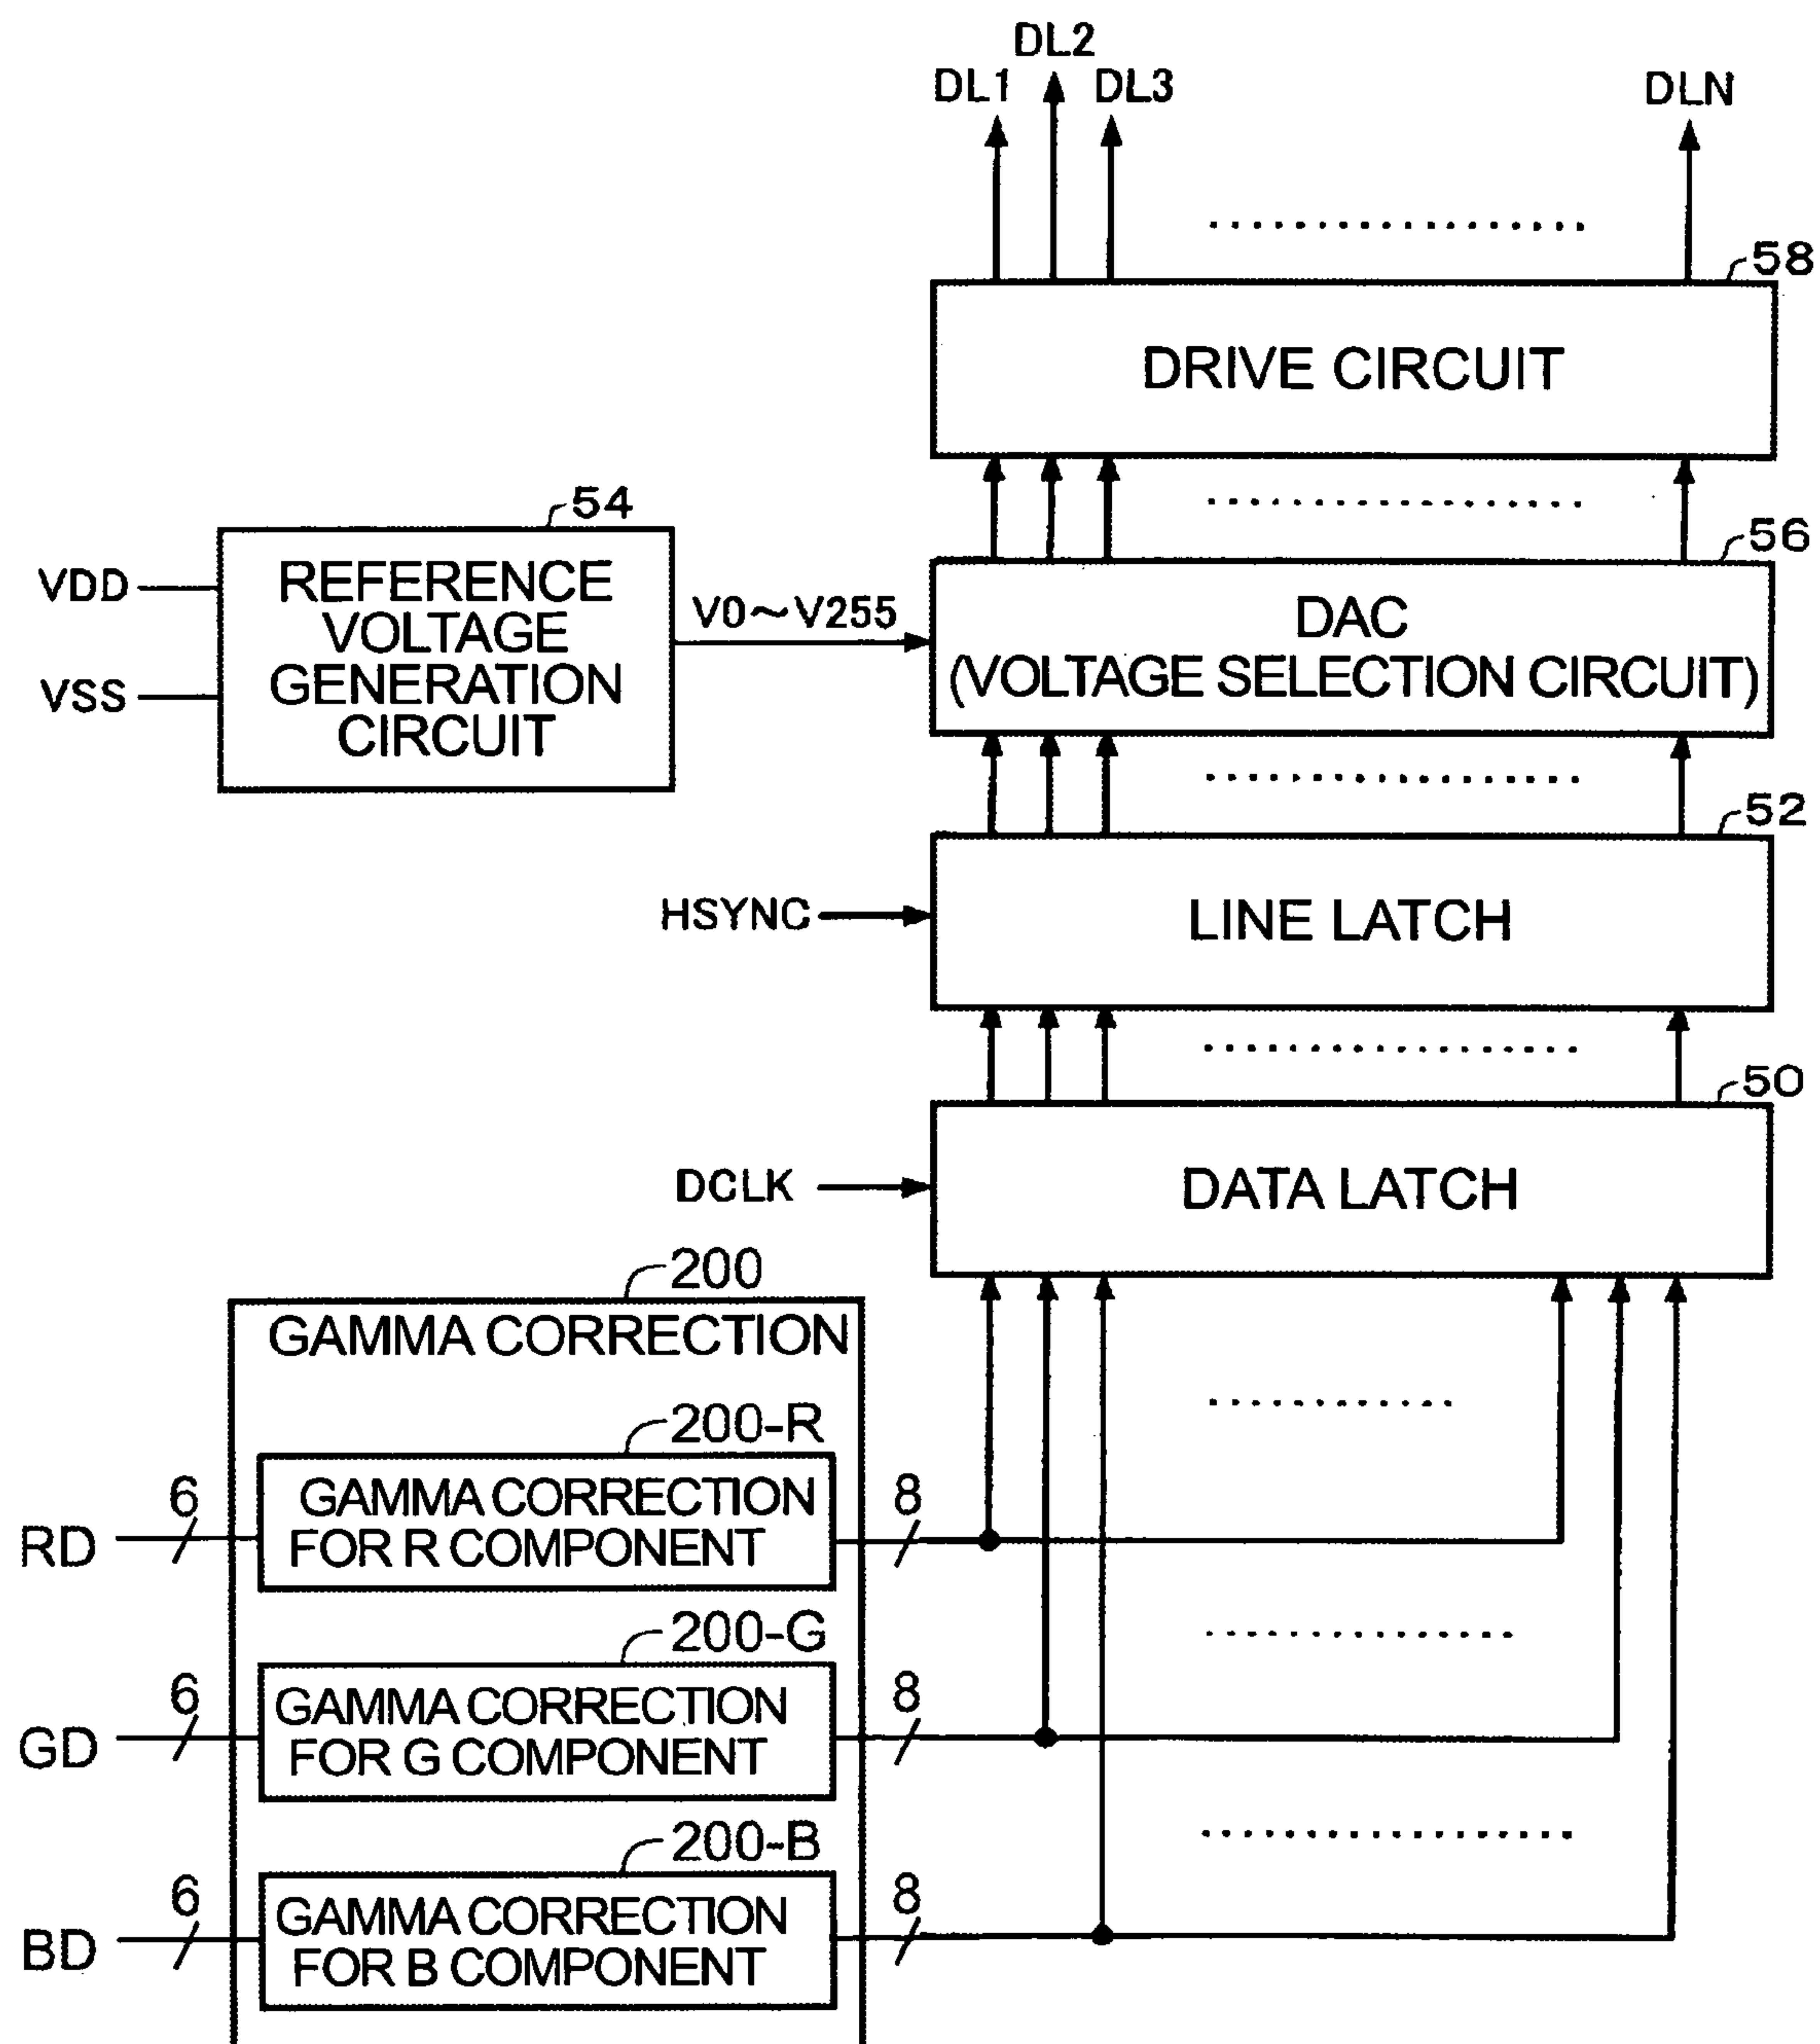 DL2
DL1
DL3
DLN
58
DRIVE CIRCUIT
54
56
VDD
REFERENCE
VOLTAGE
GENERATION
CIRCUIT
VSS
V0~V255
DAC
(VOLTAGE SELECTION CIRCUIT)
52
HSYNC
LINE LATCH
50
DCLK
DATA LATCH
200
GAMMA CORRECTION
200-R
RD
6
GAMMA CORRECTION
FOR R COMPONENT
8
200-G
GD
6
GAMMA CORRECTION
FOR G COMPONENT
8
200-B
BD
6
GAMMA CORRECTION
FOR B COMPONENT
8